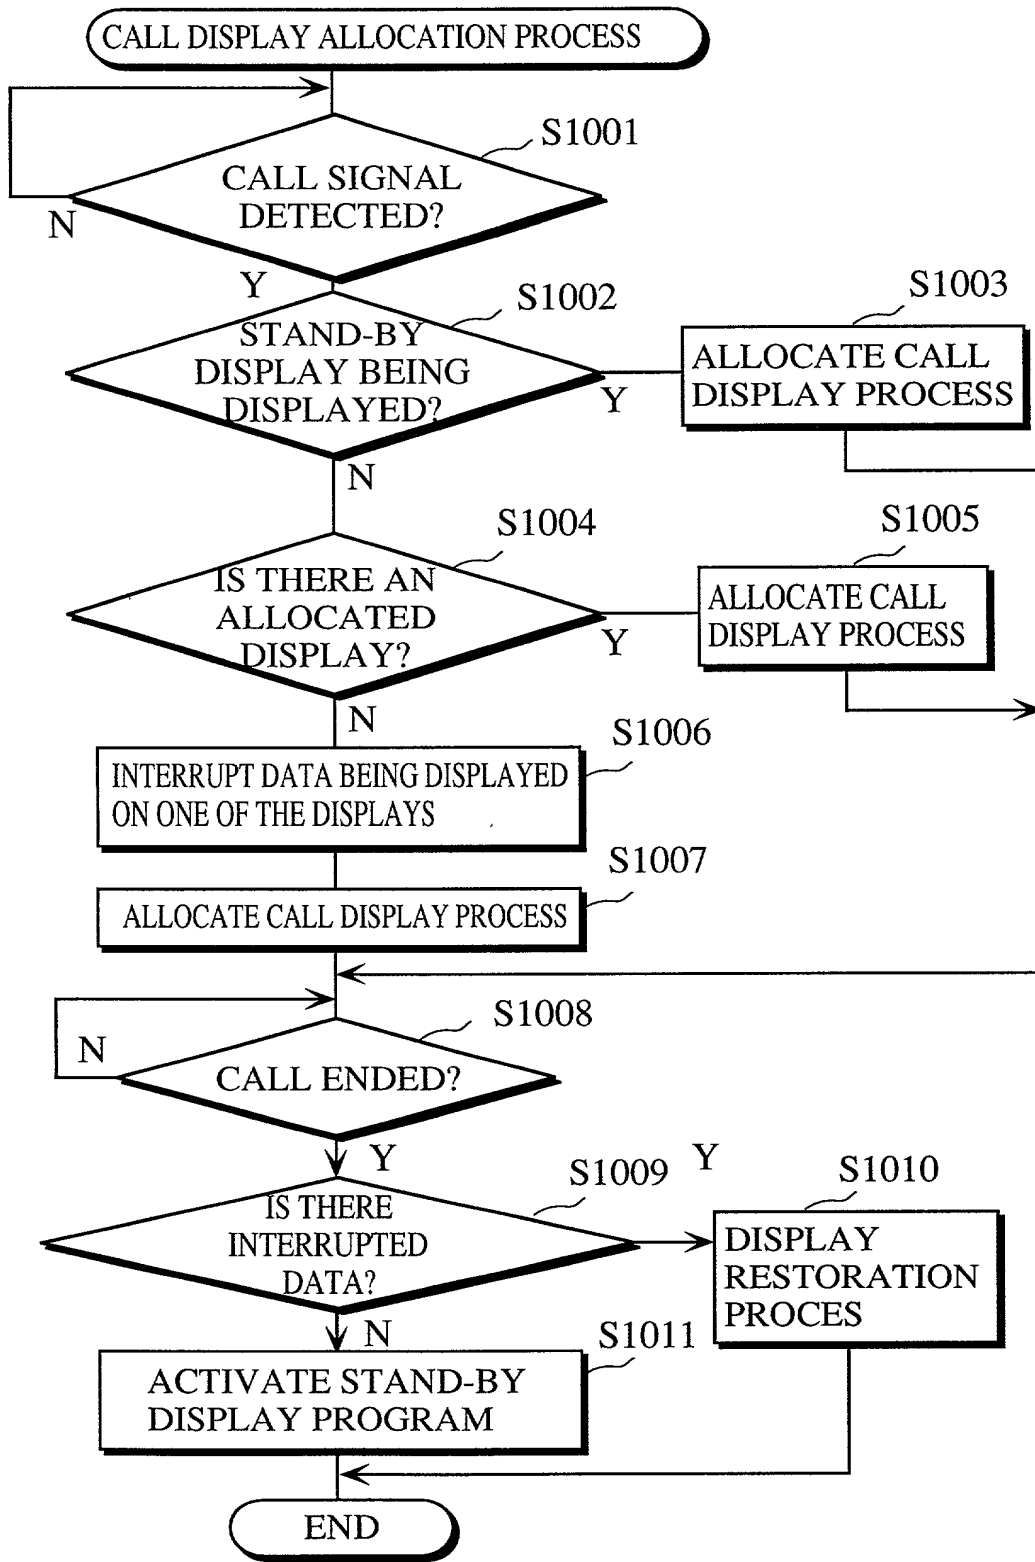 CALL DISPLAY ALLOCATION PROCESS
S1001
CALL SIGNAL
DETECTED?
N
Y
S1002
STAND-BY
DISPLAY BEING
DISPLAYED?
Y
N
S1003
ALLOCATE CALL
DISPLAY PROCESS
S1004
IS THERE AN
ALLOCATED
DISPLAY?
Y
N
S1005
ALLOCATE CALL
DISPLAY PROCESS
S1006
INTERRUPT DATA BEING DISPLAYED
ON ONE OF THE DISPLAYS
S1007
ALLOCATE CALL DISPLAY PROCESS
S1008
CALL ENDED?
N
Y
S1009
IS THERE
INTERRUPTED
DATA?
Y
N
S1010
DISPLAY
RESTORATION
PROCES
S1011
ACTIVATE STAND-BY
DISPLAY PROGRAM
END